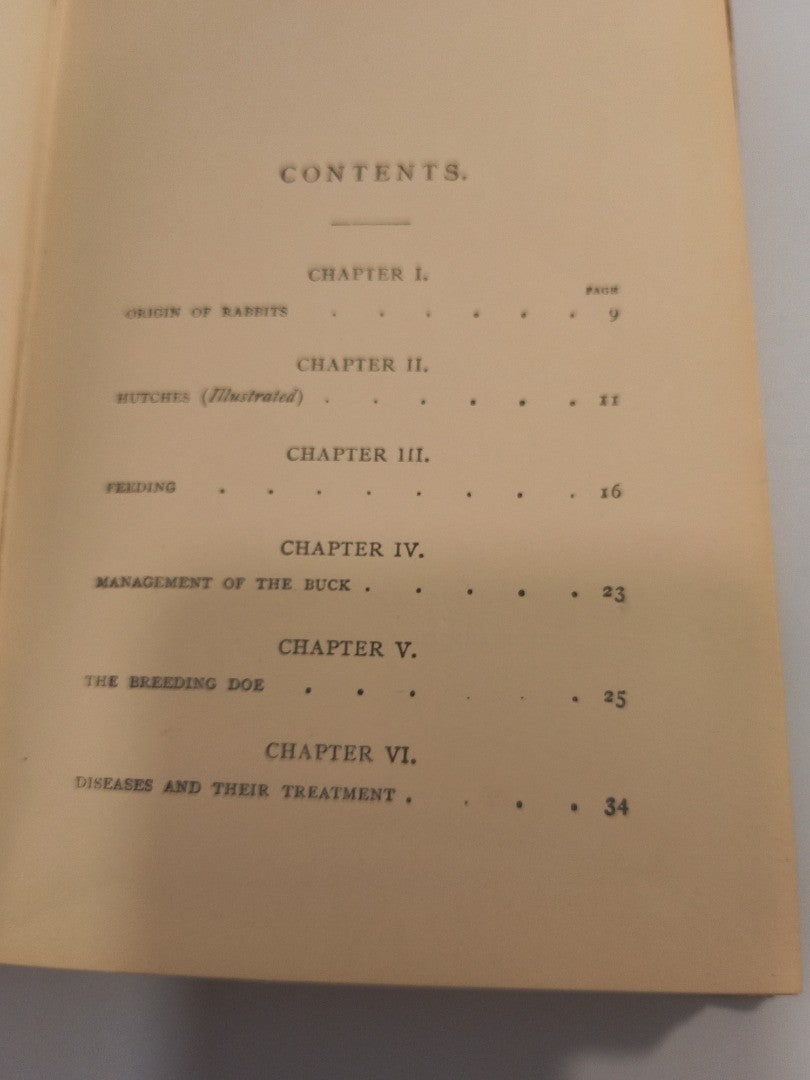 CONTENTS.
CHAPTER I.
PAGE
ORIGIN OF RABBITS . . . . . . 9
CHAPTER II.
HUTCHES (Illustrated) . . . . . . 11
CHAPTER III.
FEEDING . . . . . . . . 16
CHAPTER IV.
MANAGEMENT OF THE BUCK . . . . . 23
CHAPTER V.
THE BREEDING DOE . . . . . . 25
CHAPTER VI.
DISEASES AND THEIR TREATMENT . . . . 34